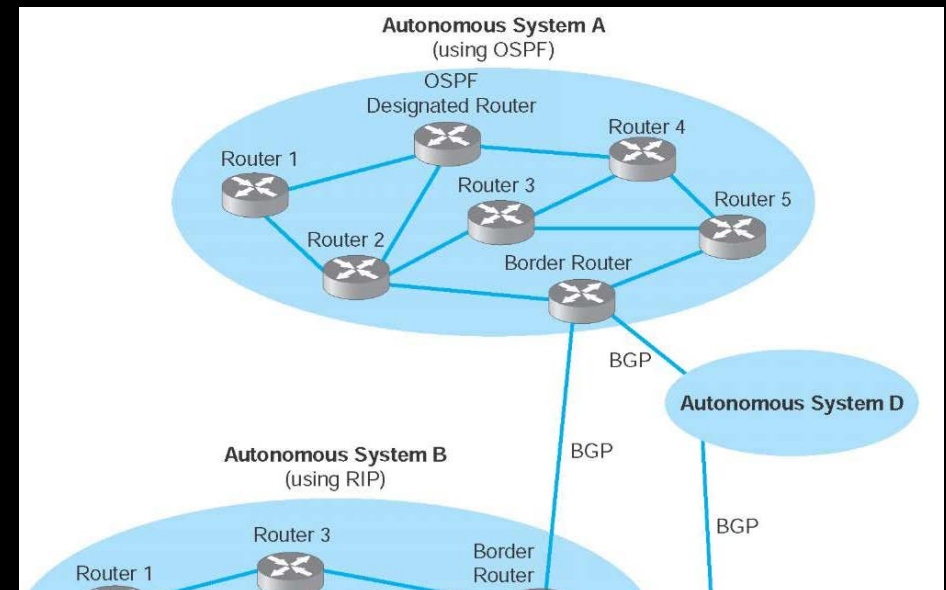 Autonomous System A
(using OSPF)
OSPF
Designated Router
Router 4
Router 1
Router 3
Router 5
Router 2
Border Router
BGP
Autonomous System D
BGP
Autonomous System B
(using RIP)
BGP
Router 3
Border
Router
Router 1